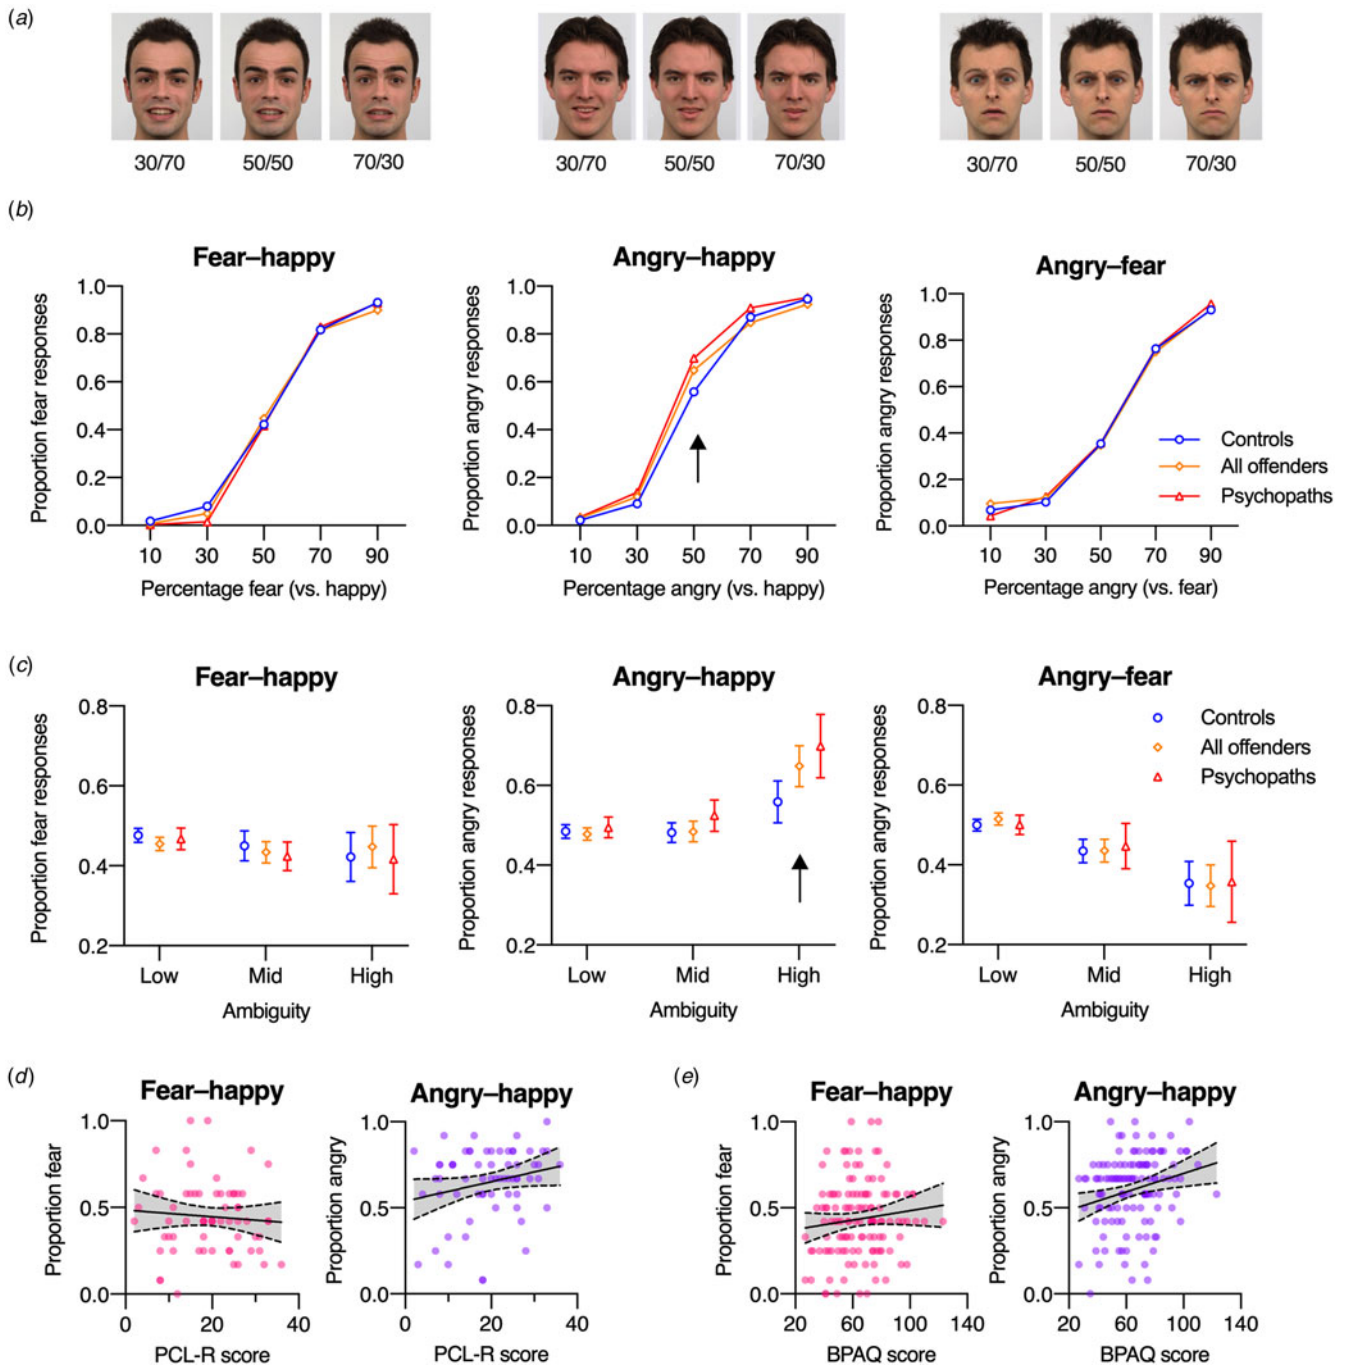 (a)
30/70 50/50 70/30
30/70 50/50 70/30
30/70 50/50 70/30
(b)
Fear–happy
Proportion fear responses
1.0
0.8
0.6
0.4
0.2
0.0
10 30 50 70 90
Percentage fear (vs. happy)
Angry–happy
Proportion angry responses
1.0
0.8
0.6
0.4
0.2
0.0
10 30 50 70 90
Percentage angry (vs. happy)
Angry–fear
Proportion angry responses
1.0
0.8
0.6
0.4
0.2
0.0
10 30 50 70 90
Percentage angry (vs. fear)
Controls
All offenders
Psychopaths
(c)
Fear–happy
Proportion fear responses
0.8
0.6
0.4
0.2
Low Mid High
Ambiguity
Angry–happy
Proportion angry responses
0.8
0.6
0.4
0.2
Low Mid High
Ambiguity
Angry–fear
Proportion angry responses
0.8
0.6
0.4
0.2
Low Mid High
Ambiguity
Controls
All offenders
Psychopaths
(d)
Fear–happy
Proportion fear
1.0
0.5
0.0
0 20 40
PCL-R score
Angry–happy
Proportion angry
1.0
0.5
0.0
0 20 40
PCL-R score
(e)
Fear–happy
Proportion fear
1.0
0.5
0.0
20 60 100 140
BPAQ score
Angry–happy
Proportion angry
1.0
0.5
0.0
20 60 100 140
BPAQ score